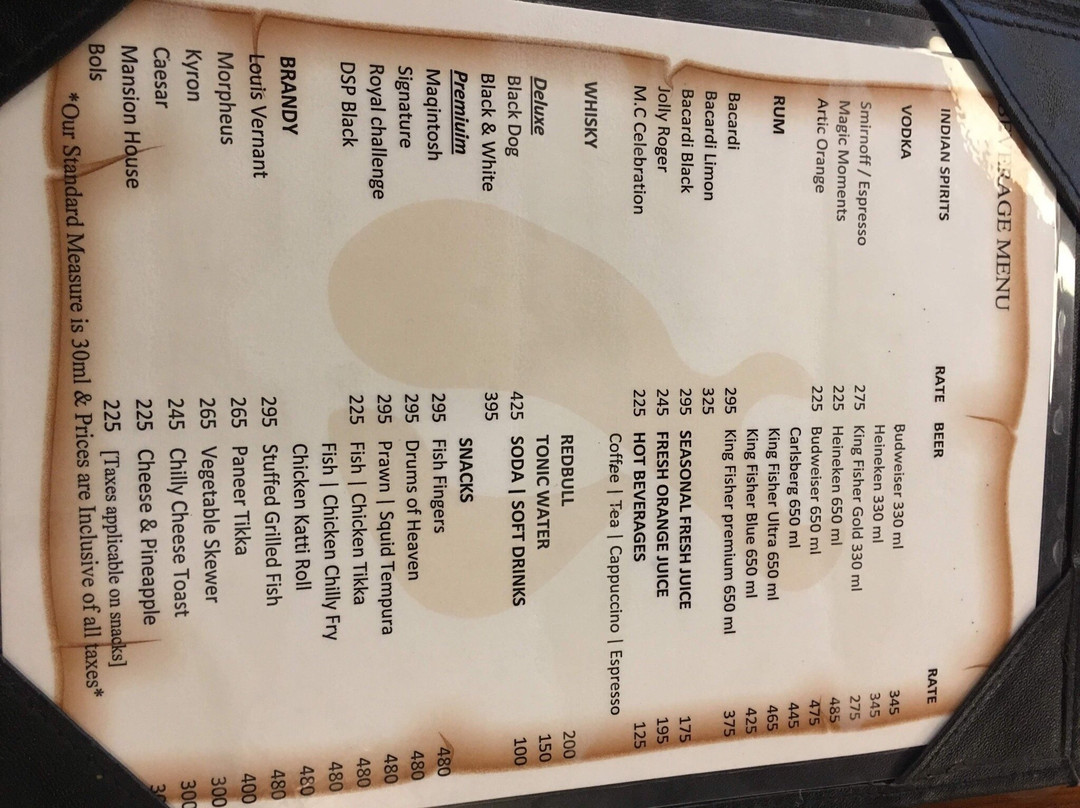 BEVERAGE MENU
INDIAN SPIRITS RATE BEER RATE
VODKA Budweiser 330 ml 345
Heineken 330 ml 345
Smirnoff / Espresso 275 King Fisher Gold 330 ml 275
Magic Moments 225 Heineken 650 ml 485
Artic Orange 225 Budweiser 650 ml 475
Carlsberg 650 ml 445
RUM King Fisher Ultra 650 ml 465
King Fisher Blue 650 ml 425
Bacardi 295 King Fisher premium 650 ml 375
Bacardi Limon 325
Bacardi Black 295 SEASONAL FRESH JUICE 175
Jolly Roger 245 FRESH ORANGE JUICE 195
M.C Celebration 225 HOT BEVERAGES 125
Coffee | Tea | Cappuccino | Espresso
WHISKY
REDBULL 200
Deluxe TONIC WATER 150
Black Dog 425 SODA | SOFT DRINKS 100
Black & White 395
Premium SNACKS
Maqintosh 295 Fish Fingers 480
Signature 295 Drums of Heaven 480
Royal challenge 295 Prawn | Squid Tempura 480
DSP Black 225 Fish | Chicken Tikka 480
Fish | Chicken Chilly Fry 480
BRANDY Chicken Katti Roll 480
Louis Vernant 295 Stuffed Grilled Fish 480
Morpheus 265 Paneer Tikka 400
Kyron 265 Vegetable Skewer 300
Caesar 245 Chilly Cheese Toast 300
Mansion House 225 Cheese & Pineapple
Bols 225 [Taxes applicable on snacks]
*Our Standard Measure is 30ml & Prices are Inclusive of all taxes*